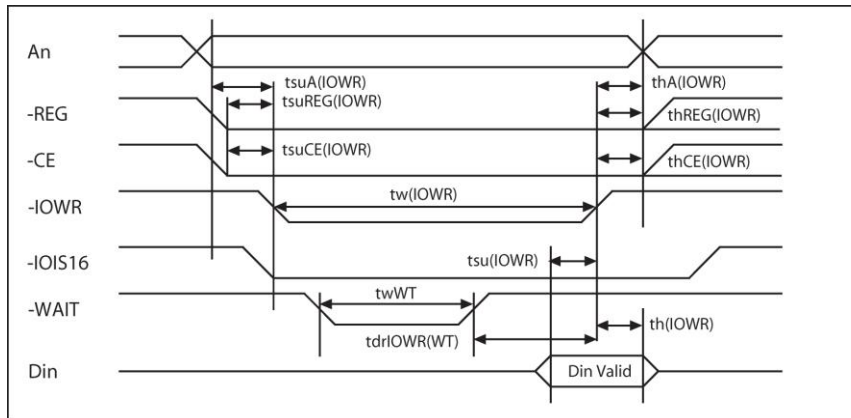 An
tsuA(IOWR)
thA(IOWR)
tsuREG(IOWR)
-REG
thREG(IOWR)
tsuCE(IOWR)
-CE
thCE(IOWR)
tw(IOWR)
-IOWR
tsu(IOWR)
-IOIS16
twWT
-WAIT
th(IOWR)
tdrIOWR(WT)
Din
Din Valid